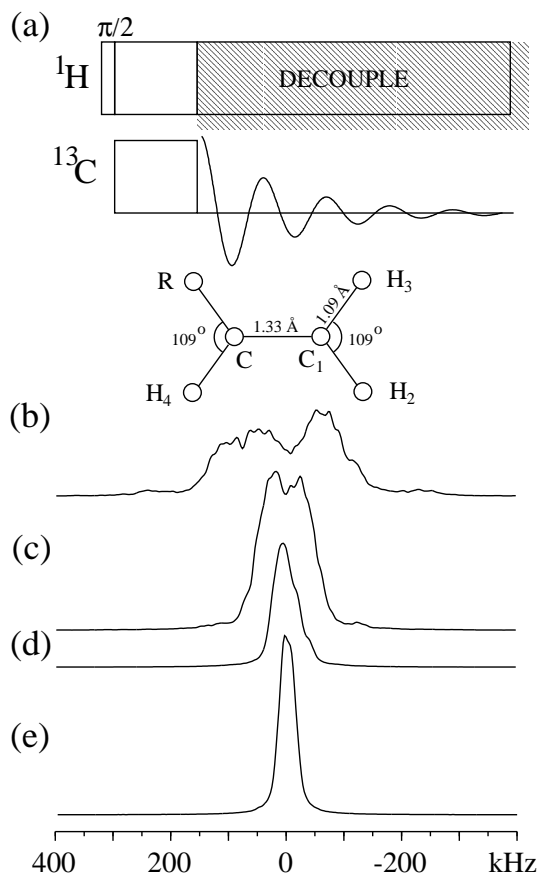 (a)
π/2
¹H
DECOUPLE
¹³C
R
H₃
1.09 Å
109°
1.33 Å
109°
C
C₁
H₄
H₂
(b)
(c)
(d)
(e)
400 200 0 -200 kHz